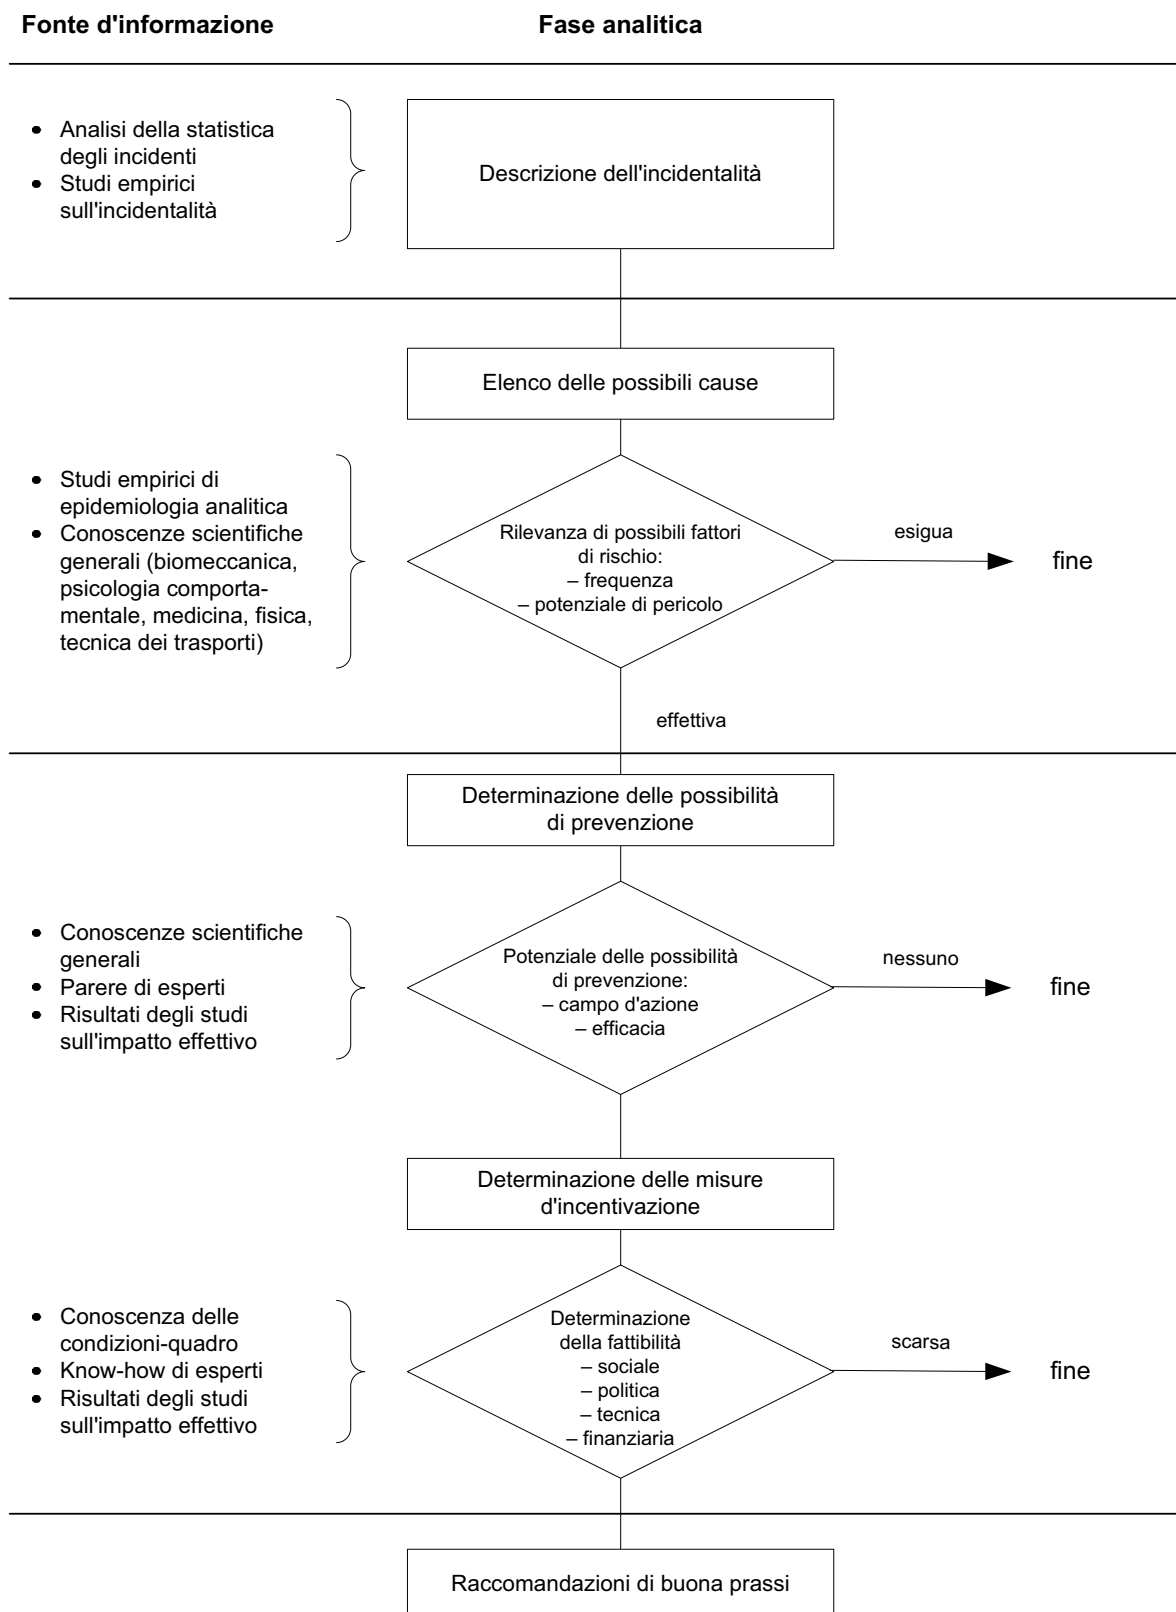 Fonte d'informazione
Fase analitica
• Analisi della statistica
degli incidenti
• Studi empirici
sull'incidentalità
Descrizione dell'incidentalità
Elenco delle possibili cause
• Studi empirici di
epidemiologia analitica
• Conoscenze scientifiche
generali (biomeccanica,
psicologia comporta-
mentale, medicina, fisica,
tecnica dei trasporti)
Rilevanza di possibili fattori
di rischio:
– frequenza
– potenziale di pericolo
esigua
fine
effettiva
Determinazione delle possibilità
di prevenzione
• Conoscenze scientifiche
generali
• Parere di esperti
• Risultati degli studi
sull'impatto effettivo
Potenziale delle possibilità
di prevenzione:
– campo d'azione
– efficacia
nessuno
fine
Determinazione delle misure
d'incentivazione
• Conoscenza delle
condizioni-quadro
• Know-how di esperti
• Risultati degli studi
sull'impatto effettivo
Determinazione
della fattibilità
– sociale
– politica
– tecnica
– finanziaria
scarsa
fine
Raccomandazioni di buona prassi